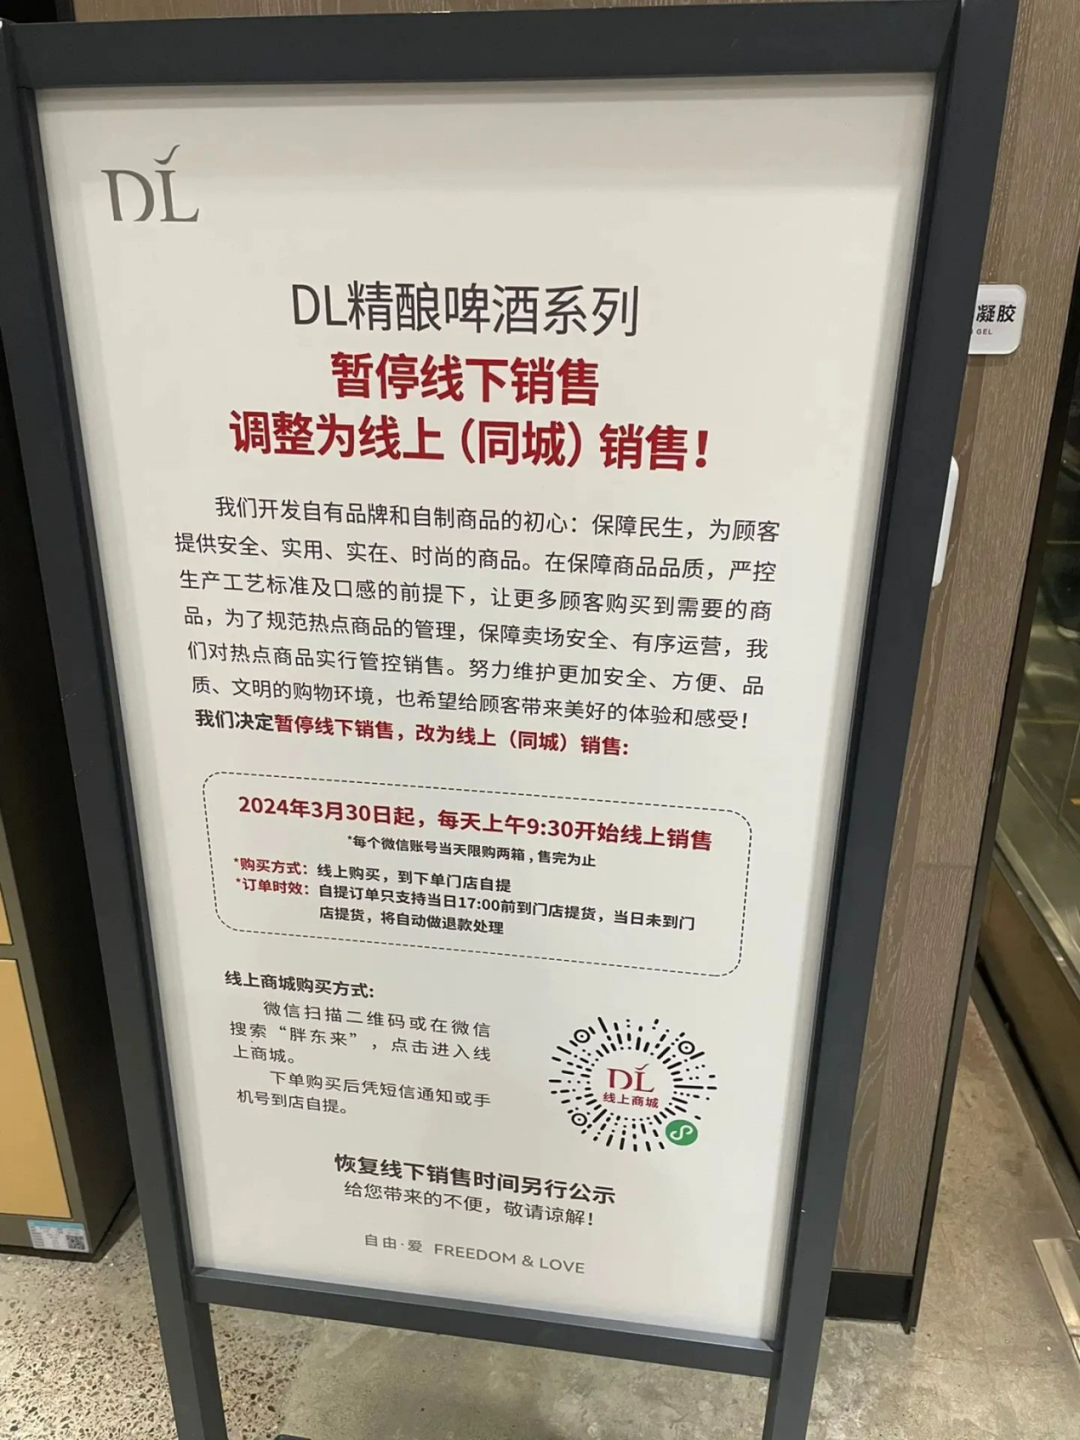 DL
DL精酿啤酒系列
暂停线下销售
调整为线上（同城）销售！
我们开发自有品牌和自制商品的初心：保障民生，为顾客
提供安全、实用、实在、时尚的商品。在保障商品品质，严控
生产工艺标准及口感的前提下，让更多顾客购买到需要的商
品，为了规范热点商品的管理，保障卖场安全、有序运营，我
们对热点商品实行管控销售。努力维护更加安全、方便、品
质、文明的购物环境，也希望给顾客带来美好的体验和感受！
我们决定暂停线下销售，改为线上（同城）销售:
2024年3月30日起，每天上午9:30开始线上销售
*每个微信账号当天限购两箱，售完为止
*购买方式：线上购买，到下单门店自提
*订单时效：自提订单只支持当日17:00前到门店提货，当日未到门
店提货，将自动做退款处理
线上商城购买方式:
微信扫描二维码或在微信
搜索“胖东来”，点击进入线
上商城。
下单购买后凭短信通知或手
机号到店自提。
DL
线上商城
恢复线下销售时间另行公示
给您带来的不便，敬请谅解！
自由·爱 FREEDOM & LOVE
凝胶
GEL